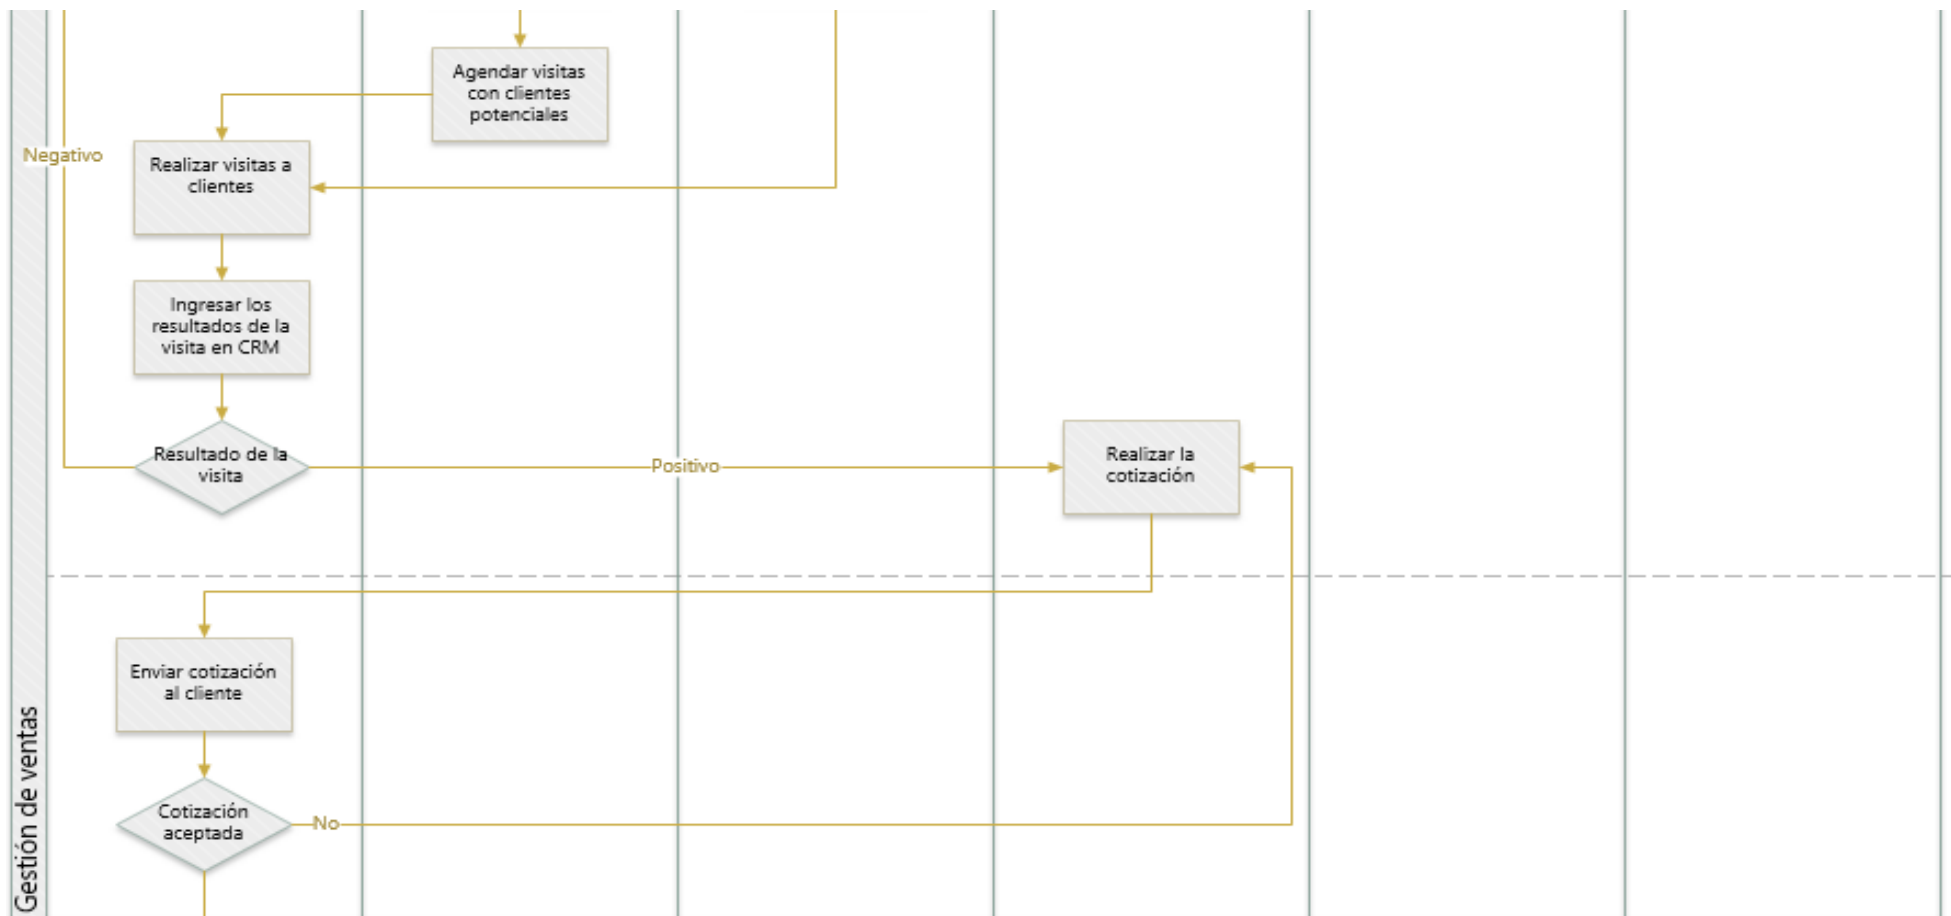 Agendar visitas
con clientes
potenciales
Negativo
Realizar visitas a
clientes
Ingresar los
resultados de la
visita en CRM
Resultado de la
visita
Positivo
Realizar la
cotización
Enviar cotización
al cliente
Cotización
aceptada
No
Gestión de ventas